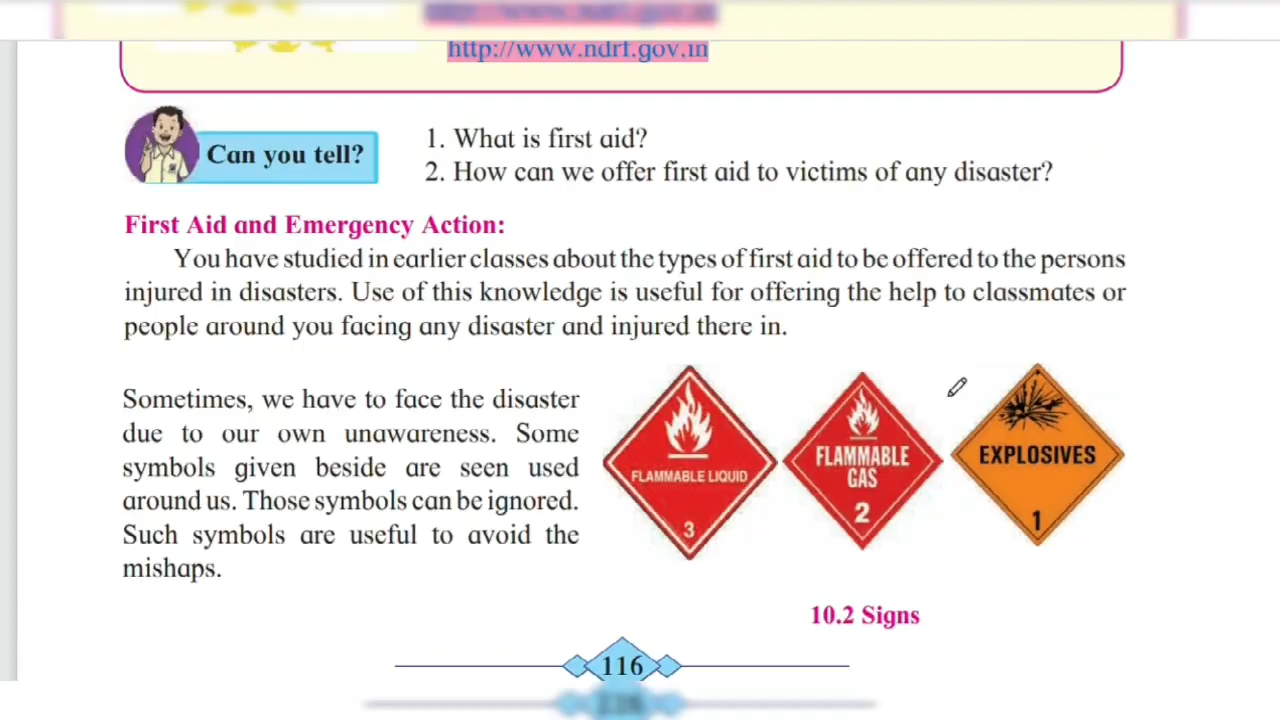 http://www.ndrf.gov.in
Can you tell?
1. What is first aid?
2. How can we offer first aid to victims of any disaster?
First Aid and Emergency Action:
You have studied in earlier classes about the types of first aid to be offered to the persons
injured in disasters. Use of this knowledge is useful for offering the help to classmates or
people around you facing any disaster and injured there in.
Sometimes, we have to face the disaster
due to our own unawareness. Some
symbols given beside are seen used
around us. Those symbols can be ignored.
Such symbols are useful to avoid the
mishaps.
FLAMMABLE LIQUID
3
FLAMMABLE
GAS
2
EXPLOSIVES
1
10.2 Signs
116